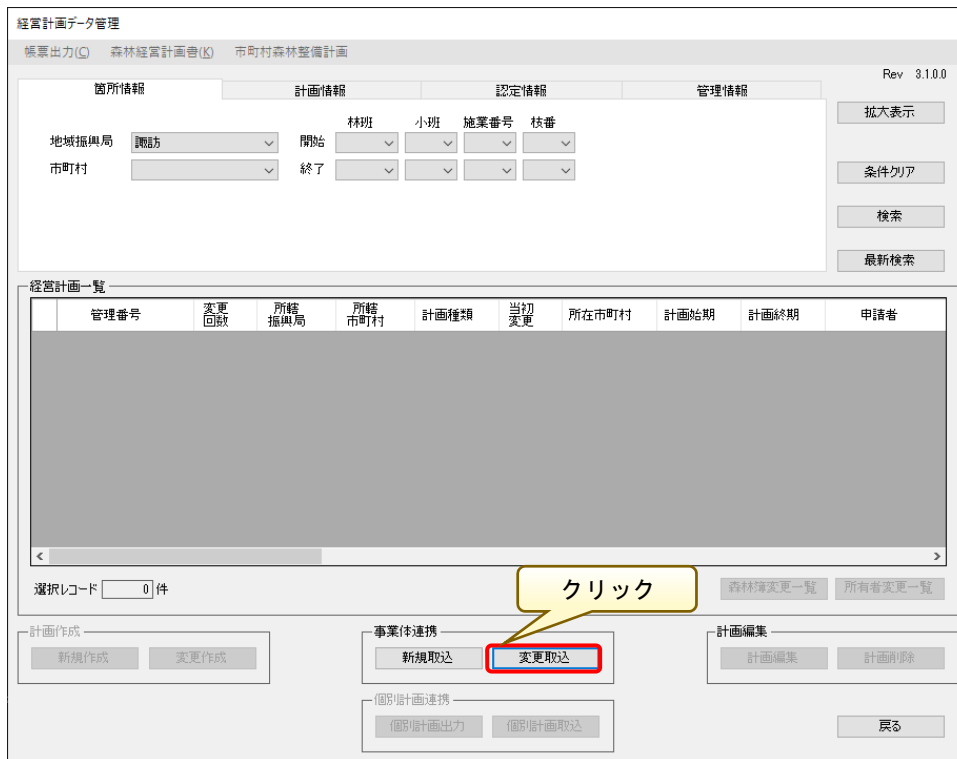 経営計画データ管理
帳票出力(C) 森林経営計画書(K) 市町村森林整備計画
Rev 3.1.0.0
箇所情報 計画情報 認定情報 管理情報
拡大表示
林班 小班 施業番号 枝番
地域振興局 諏訪 開始
市町村 終了
条件クリア
検索
最新検索
経営計画一覧
管理番号 変更回数 所轄振興局 所轄市町村 計画種類 当初変更 所在市町村 計画始期 計画終期 申請者
選択レコード 0 件
クリック
森林簿変更一覧 所有者変更一覧
計画作成 事業体連携 計画編集
新規作成 変更作成 新規取込 変更取込 計画編集 計画削除
個別計画連携
個別計画出力 個別計画取込 戻る